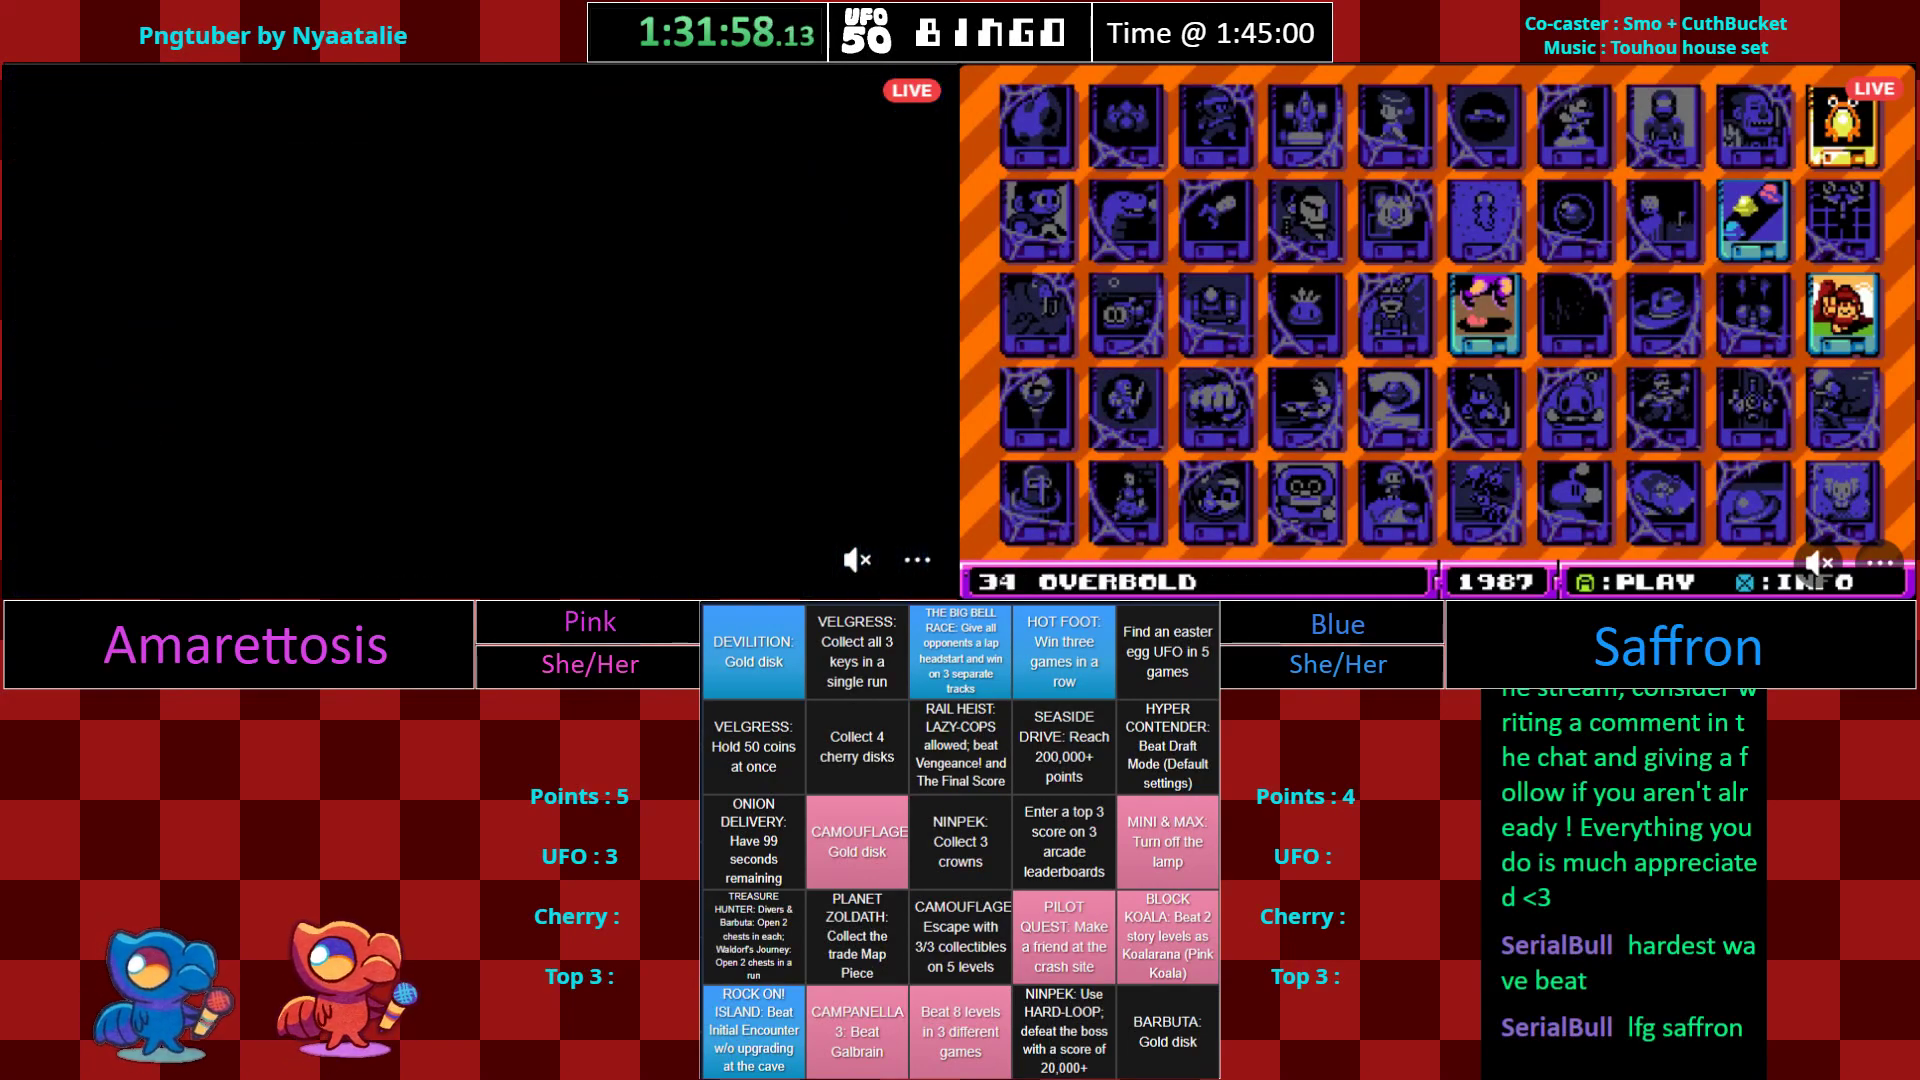 Pngtuber by Nyaatalie
1:31:58.13
UFO 50
BINGO
Time @ 1:45:00
Co-caster : Smo + CuthBucket
Music : Touhou house set
LIVE
LIVE
34 OVERBOLD
1987
A:PLAY
X:INFO
Amarettosis
Pink
She/Her
Blue
She/Her
Saffron
DEVILITION:
Gold disk
VELGRESS:
Collect all 3
keys in a
single run
THE BIG BELL
RACE: Give all
opponents a lap
headstart and win
on 3 separate
tracks
HOT FOOT:
Win three
games in a
row
Find an easter
egg UFO in 5
games
VELGRESS:
Hold 50 coins
at once
Collect 4
cherry disks
RAIL HEIST:
LAZY-COPS
allowed; beat
Vengeance! and
The Final Score
SEASIDE
DRIVE: Reach
200,000+
points
HYPER
CONTENDER:
Beat Draft
Mode (Default
settings)
ONION
DELIVERY:
Have 99
seconds
remaining
CAMOUFLAGE
Gold disk
NINPEK:
Collect 3
crowns
Enter a top 3
score on 3
arcade
leaderboards
MINI & MAX:
Turn off the
lamp
TREASURE
HUNTER: Divers &
Barbuta: Open 2
chests in each;
Waldorf's Journey:
Open 2 chests in a
run
PLANET
ZOLDATH:
Collect the
trade Map
Piece
CAMOUFLAGE
Escape with
3/3 collectibles
on 5 levels
PILOT
QUEST: Make
a friend at the
crash site
BLOCK
KOALA: Beat 2
story levels as
Koalarana (Pink
Koala)
ROCK ON!
ISLAND: Beat
Initial Encounter
w/o upgrading
at the cave
CAMPANELLA
3: Beat
Galbrain
Beat 8 levels
in 3 different
games
NINPEK: Use
HARD-LOOP;
defeat the boss
with a score of
20,000+
BARBUTA:
Gold disk
Points : 5
UFO : 3
Cherry :
Top 3 :
Points : 4
UFO :
Cherry :
Top 3 :
he stream, consider w
riting a comment in t
he chat and giving a f
ollow if you aren't alr
eady ! Everything you
do is much appreciate
d <3
SerialBull hardest wa
ve beat
SerialBull lfg saffron